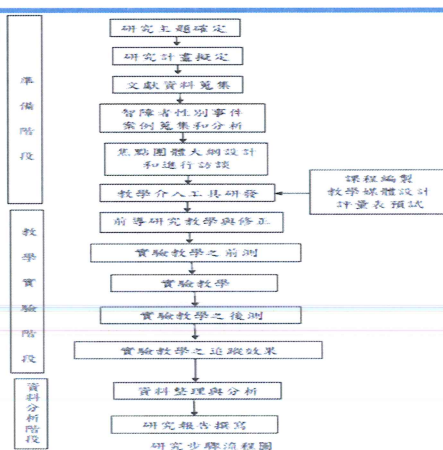 準備階段
研究主題確定
研究計畫擬定
文獻資料蒐集
智障者性別事件
案例蒐集和分析
焦點團體大綱設計
和進行訪談
教學介入工具研發
課程編製
教學媒體設計
評量表預試
教學實驗階段
前導研究教學與修正
實驗教學之前測
實驗教學
實驗教學之後測
實驗教學之追蹤效果
資料分析階段
資料整理與分析
研究報告撰寫
研究步驟流程圖